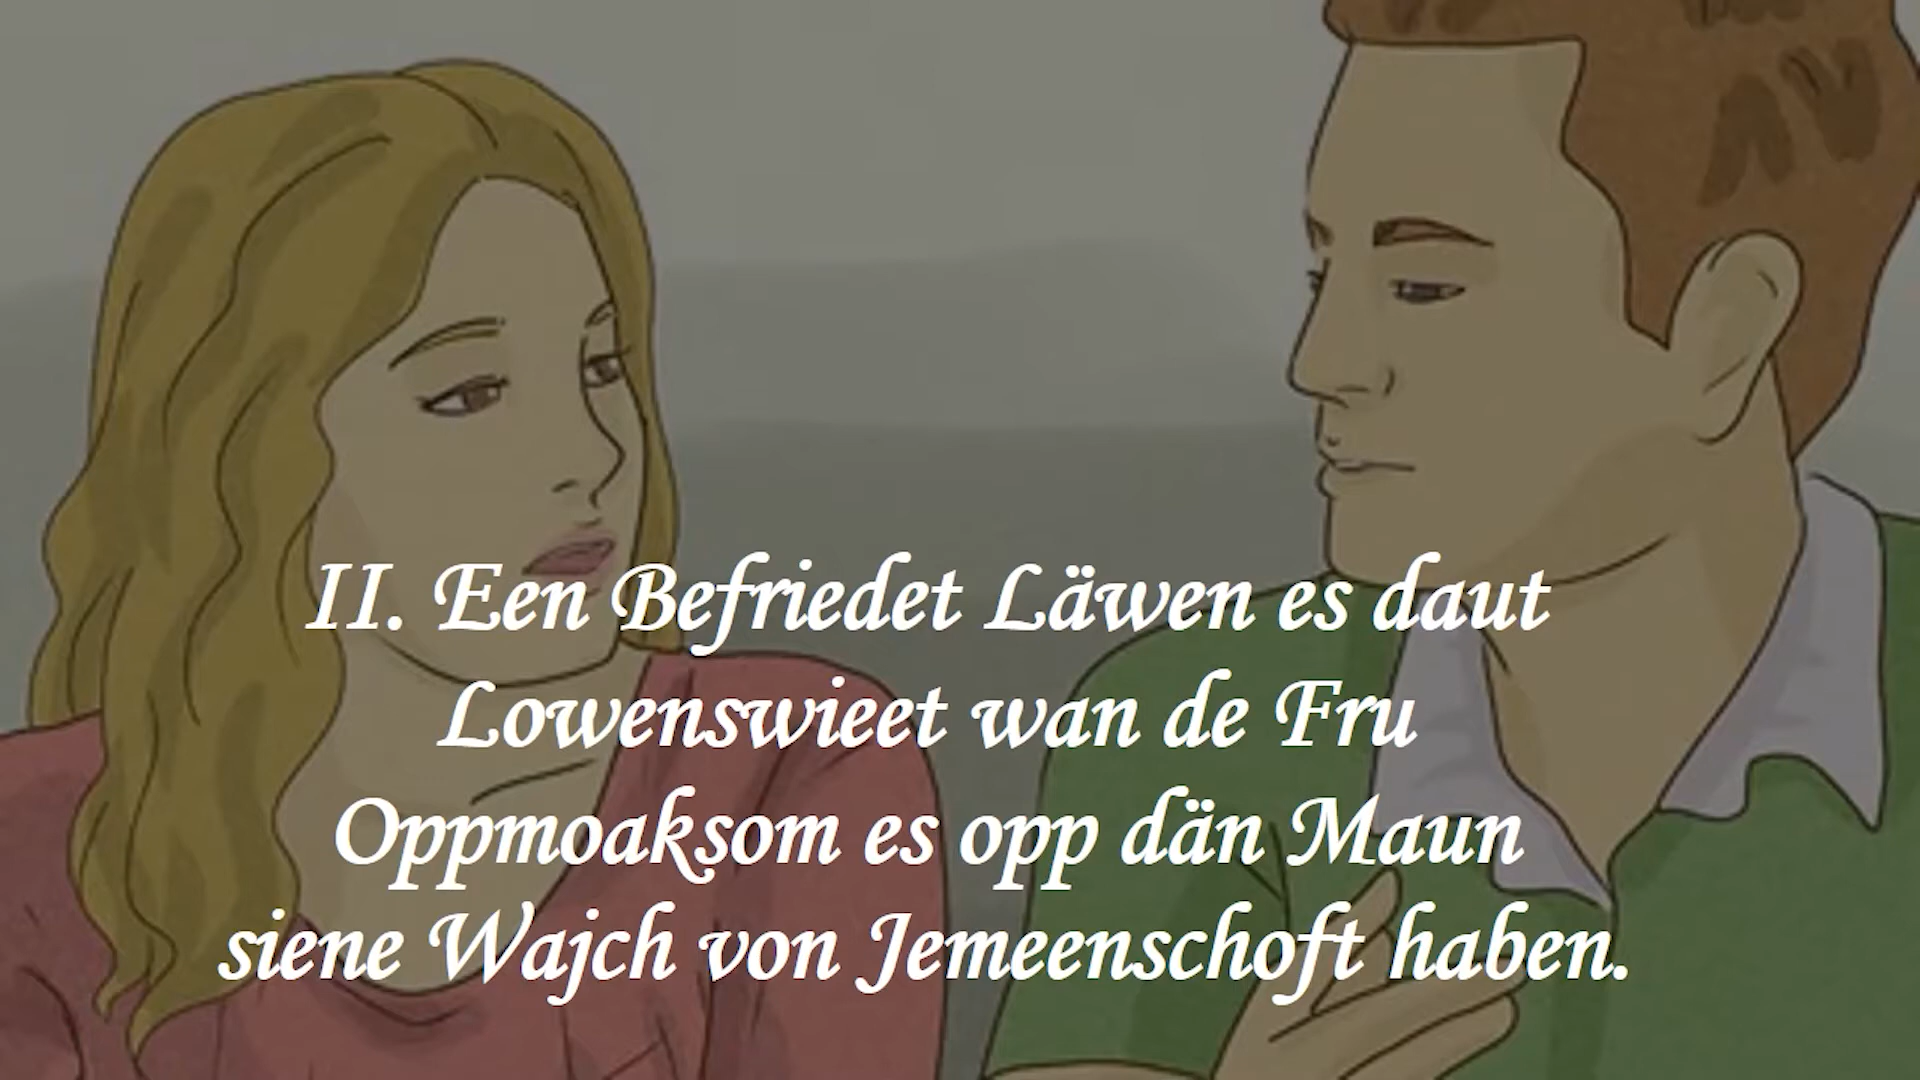 II. Een Befriedet Läwen es daut
Lowenswieet wan de Fru
Oppmoaksom es opp dän Maun
siene Wajch von Jemeenschoft haben.